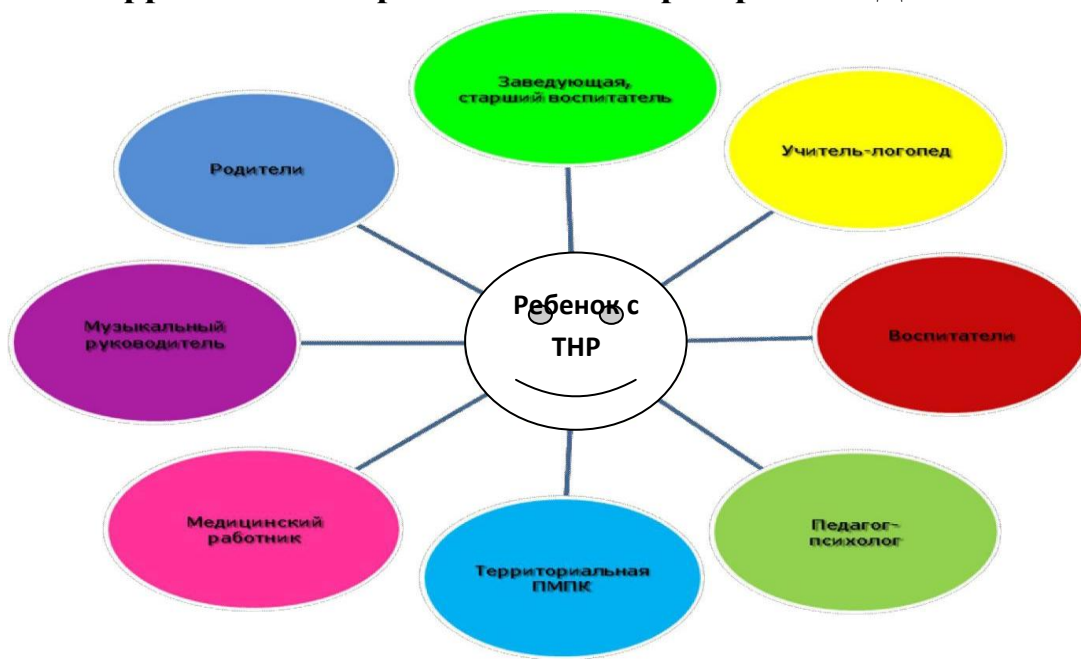 Заведующая,
старший воспитатель
Учитель-логопед
Родители
Ребенок с
ТНР
Музыкальный
руководитель
Воспитатели
Медицинский
работник
Педагог-
психолог
Территориальная
ПМПК